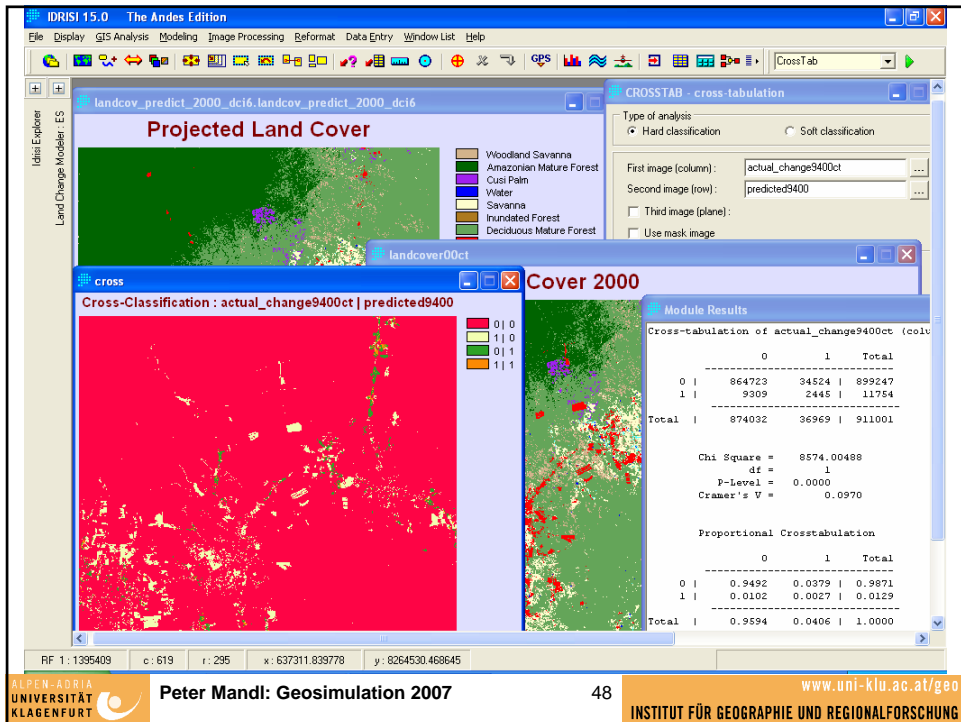 IDRISI 15.0 The Andes Edition
File Display GIS Analysis Modeling Image Processing Reformat Data Entry Window List Help
GPS
CrossTab
Idrisi Explorer
Land Change Modeler : ES
landcov_predict_2000_dci6.landcov_predict_2000_dci6
Projected Land Cover
Woodland Savanna
Amazonian Mature Forest
Cusi Palm
Water
Savanna
Inundated Forest
Deciduous Mature Forest
CROSSTAB - cross-tabulation
Type of analysis
Hard classification Soft classification
First image (column) : actual_change9400ct ...
Second image (row) : predicted9400 ...
Third image (plane) :
Use mask image
landcover00ct
Cover 2000
cross
Cross-Classification : actual_change9400ct | predicted9400
0 | 0
1 | 0
0 | 1
1 | 1
Module Results
Cross-tabulation of actual_change9400ct (colu
0 1 Total
0 | 864723 34524 | 899247
1 | 9309 2445 | 11754
Total | 874032 36969 | 911001
Chi Square = 8574.00488
df = 1
P-Level = 0.0000
Cramer's V = 0.0970
Proportional Crosstabulation
0 1 Total
0 | 0.9492 0.0379 | 0.9871
1 | 0.0102 0.0027 | 0.0129
Total | 0.9594 0.0406 | 1.0000
RF 1 : 1395409 c : 619 r : 295 x : 637311.839778 y : 8264530.468645
ALPEN-ADRIA
UNIVERSITÄT
KLAGENFURT
Peter Mandl: Geosimulation 2007
48
www.uni-klu.ac.at/geo
INSTITUT FÜR GEOGRAPHIE UND REGIONALFORSCHUNG